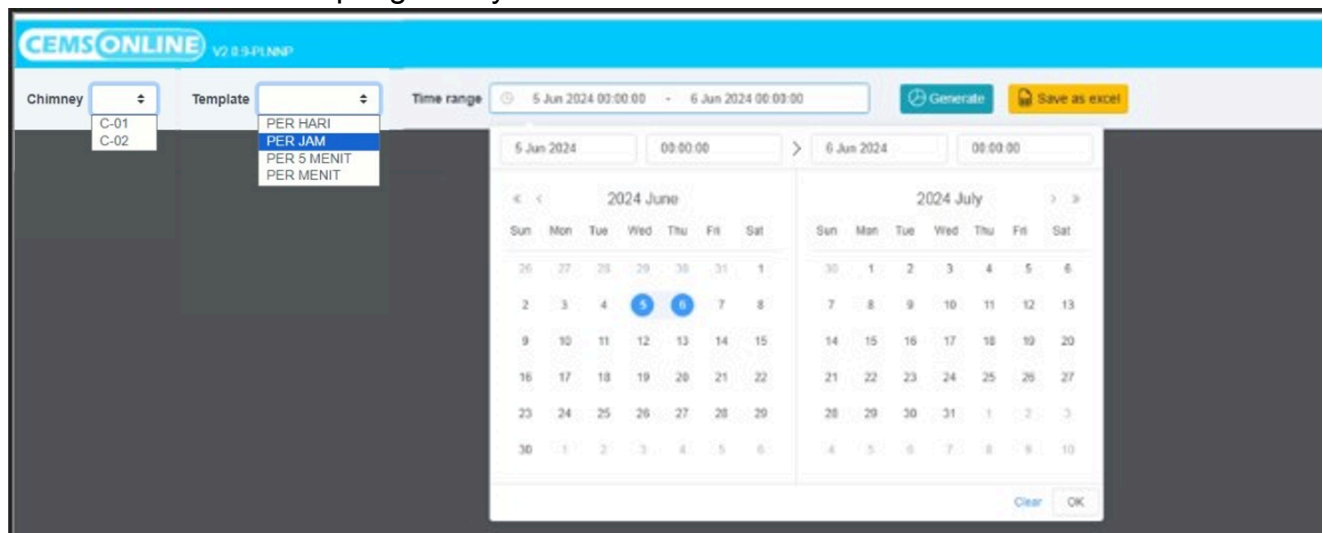 CEMS ONLINE V2.8.9-PLNNP
Chimney Template Time range 5 Jun 2024 00:00:00 - 6 Jun 2024 00:00:00 Generate Save as excel
C-01
C-02
PER HARI
PER JAM
PER 5 MENIT
PER MENIT
5 Jun 2024 00:00:00 > 6 Jun 2024 00:00:00
« < 2024 June
Sun Mon Tue Wed Thu Fri Sat
26 27 28 29 30 31 1
2 3 4 5 6 7 8
9 10 11 12 13 14 15
16 17 18 19 20 21 22
23 24 25 26 27 28 29
30 1 2 3 4 5 6
2024 July > »
Sun Mon Tue Wed Thu Fri Sat
30 1 2 3 4 5 6
7 8 9 10 11 12 13
14 15 16 17 18 19 20
21 22 23 24 25 26 27
28 29 30 31 1 2 3
4 5 6 7 8 9 10
Clear OK